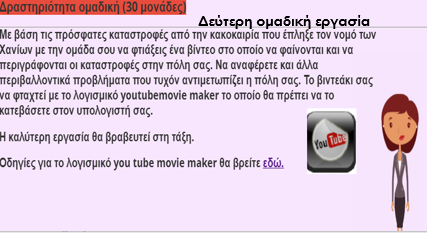 Δραστηριότητα ομαδική (30 μονάδες)
Δεύτερη ομαδική εργασία
Με βάση τις πρόσφατες καταστροφές από την κακοκαιρία που έπληξε τον νομό των
Χανίων με την ομάδα σου να φτιάξεις ένα βίντεο στο οποίο να φαίνονται και να
περιγράφονται οι καταστροφές στην πόλη σας. Να αναφέρετε και άλλα
περιβαλλοντικά προβλήματα που τυχόν αντιμετωπίζει η πόλη σας. Το βιντεάκι σας
να φταχτεί με το λογισμικό youtubemovie maker το οποίο θα πρέπει να το
κατεβάσετε στον υπολογιστή σας.
Η καλύτερη εργασία θα βραβευτεί στη τάξη.
Οδηγίες για το λογισμικό you tube movie maker θα βρείτε εδώ.
You Tube